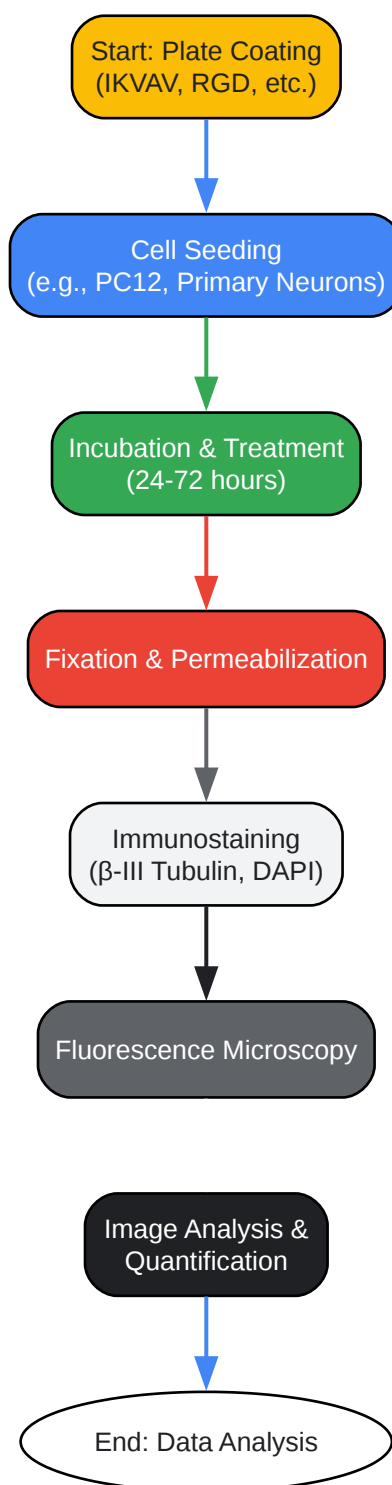 Start: Plate Coating
(IKVAV, RGD, etc.)
Cell Seeding
(e.g., PC12, Primary Neurons)
Incubation & Treatment
(24-72 hours)
Fixation & Permeabilization
Immunostaining
(β-III Tubulin, DAPI)
Fluorescence Microscopy
Image Analysis &
Quantification
End: Data Analysis